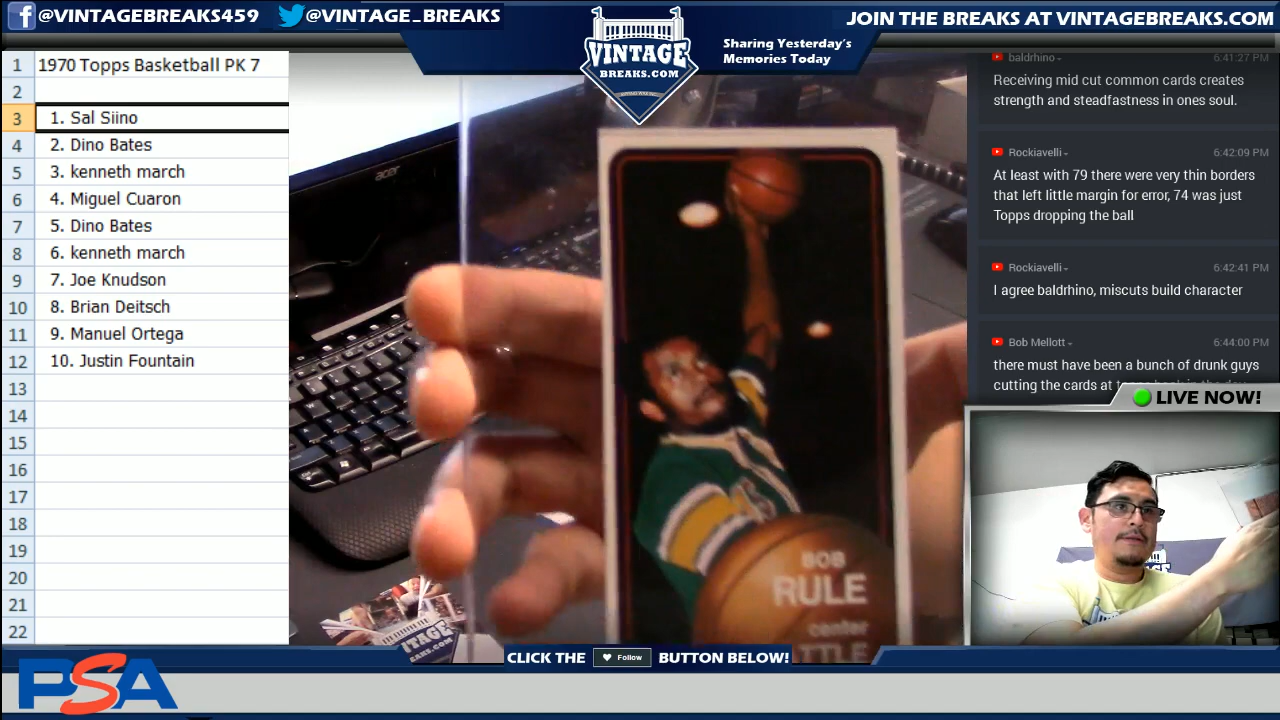 @VINTAGEBREAKS459
@VINTAGE_BREAKS
VINTAGE
BREAKS.COM
Sharing Yesterday's
Memories Today
JOIN THE BREAKS AT VINTAGEBREAKS.COM
1 1970 Topps Basketball PK 7
2
3 1. Sal Siino
4 2. Dino Bates
5 3. kenneth march
6 4. Miguel Cuaron
7 5. Dino Bates
8 6. kenneth march
9 7. Joe Knudson
10 8. Brian Deitsch
11 9. Manuel Ortega
12 10. Justin Fountain
13
14
15
16
17
18
19
20
21
22
acer
BOB
RULE
center
VINTAGE
BREAKS.COM
baldrhino 6:41:27 PM
Receiving mid cut common cards creates
strength and steadfastness in ones soul.
Rockiavelli 6:42:09 PM
At least with 79 there were very thin borders
that left little margin for error, 74 was just
Topps dropping the ball
Rockiavelli 6:42:41 PM
I agree baldrhino, miscuts build character
Bob Mellott 6:44:00 PM
there must have been a bunch of drunk guys
cutting the cards at
LIVE NOW!
CLICK THE Follow BUTTON BELOW!
PSA